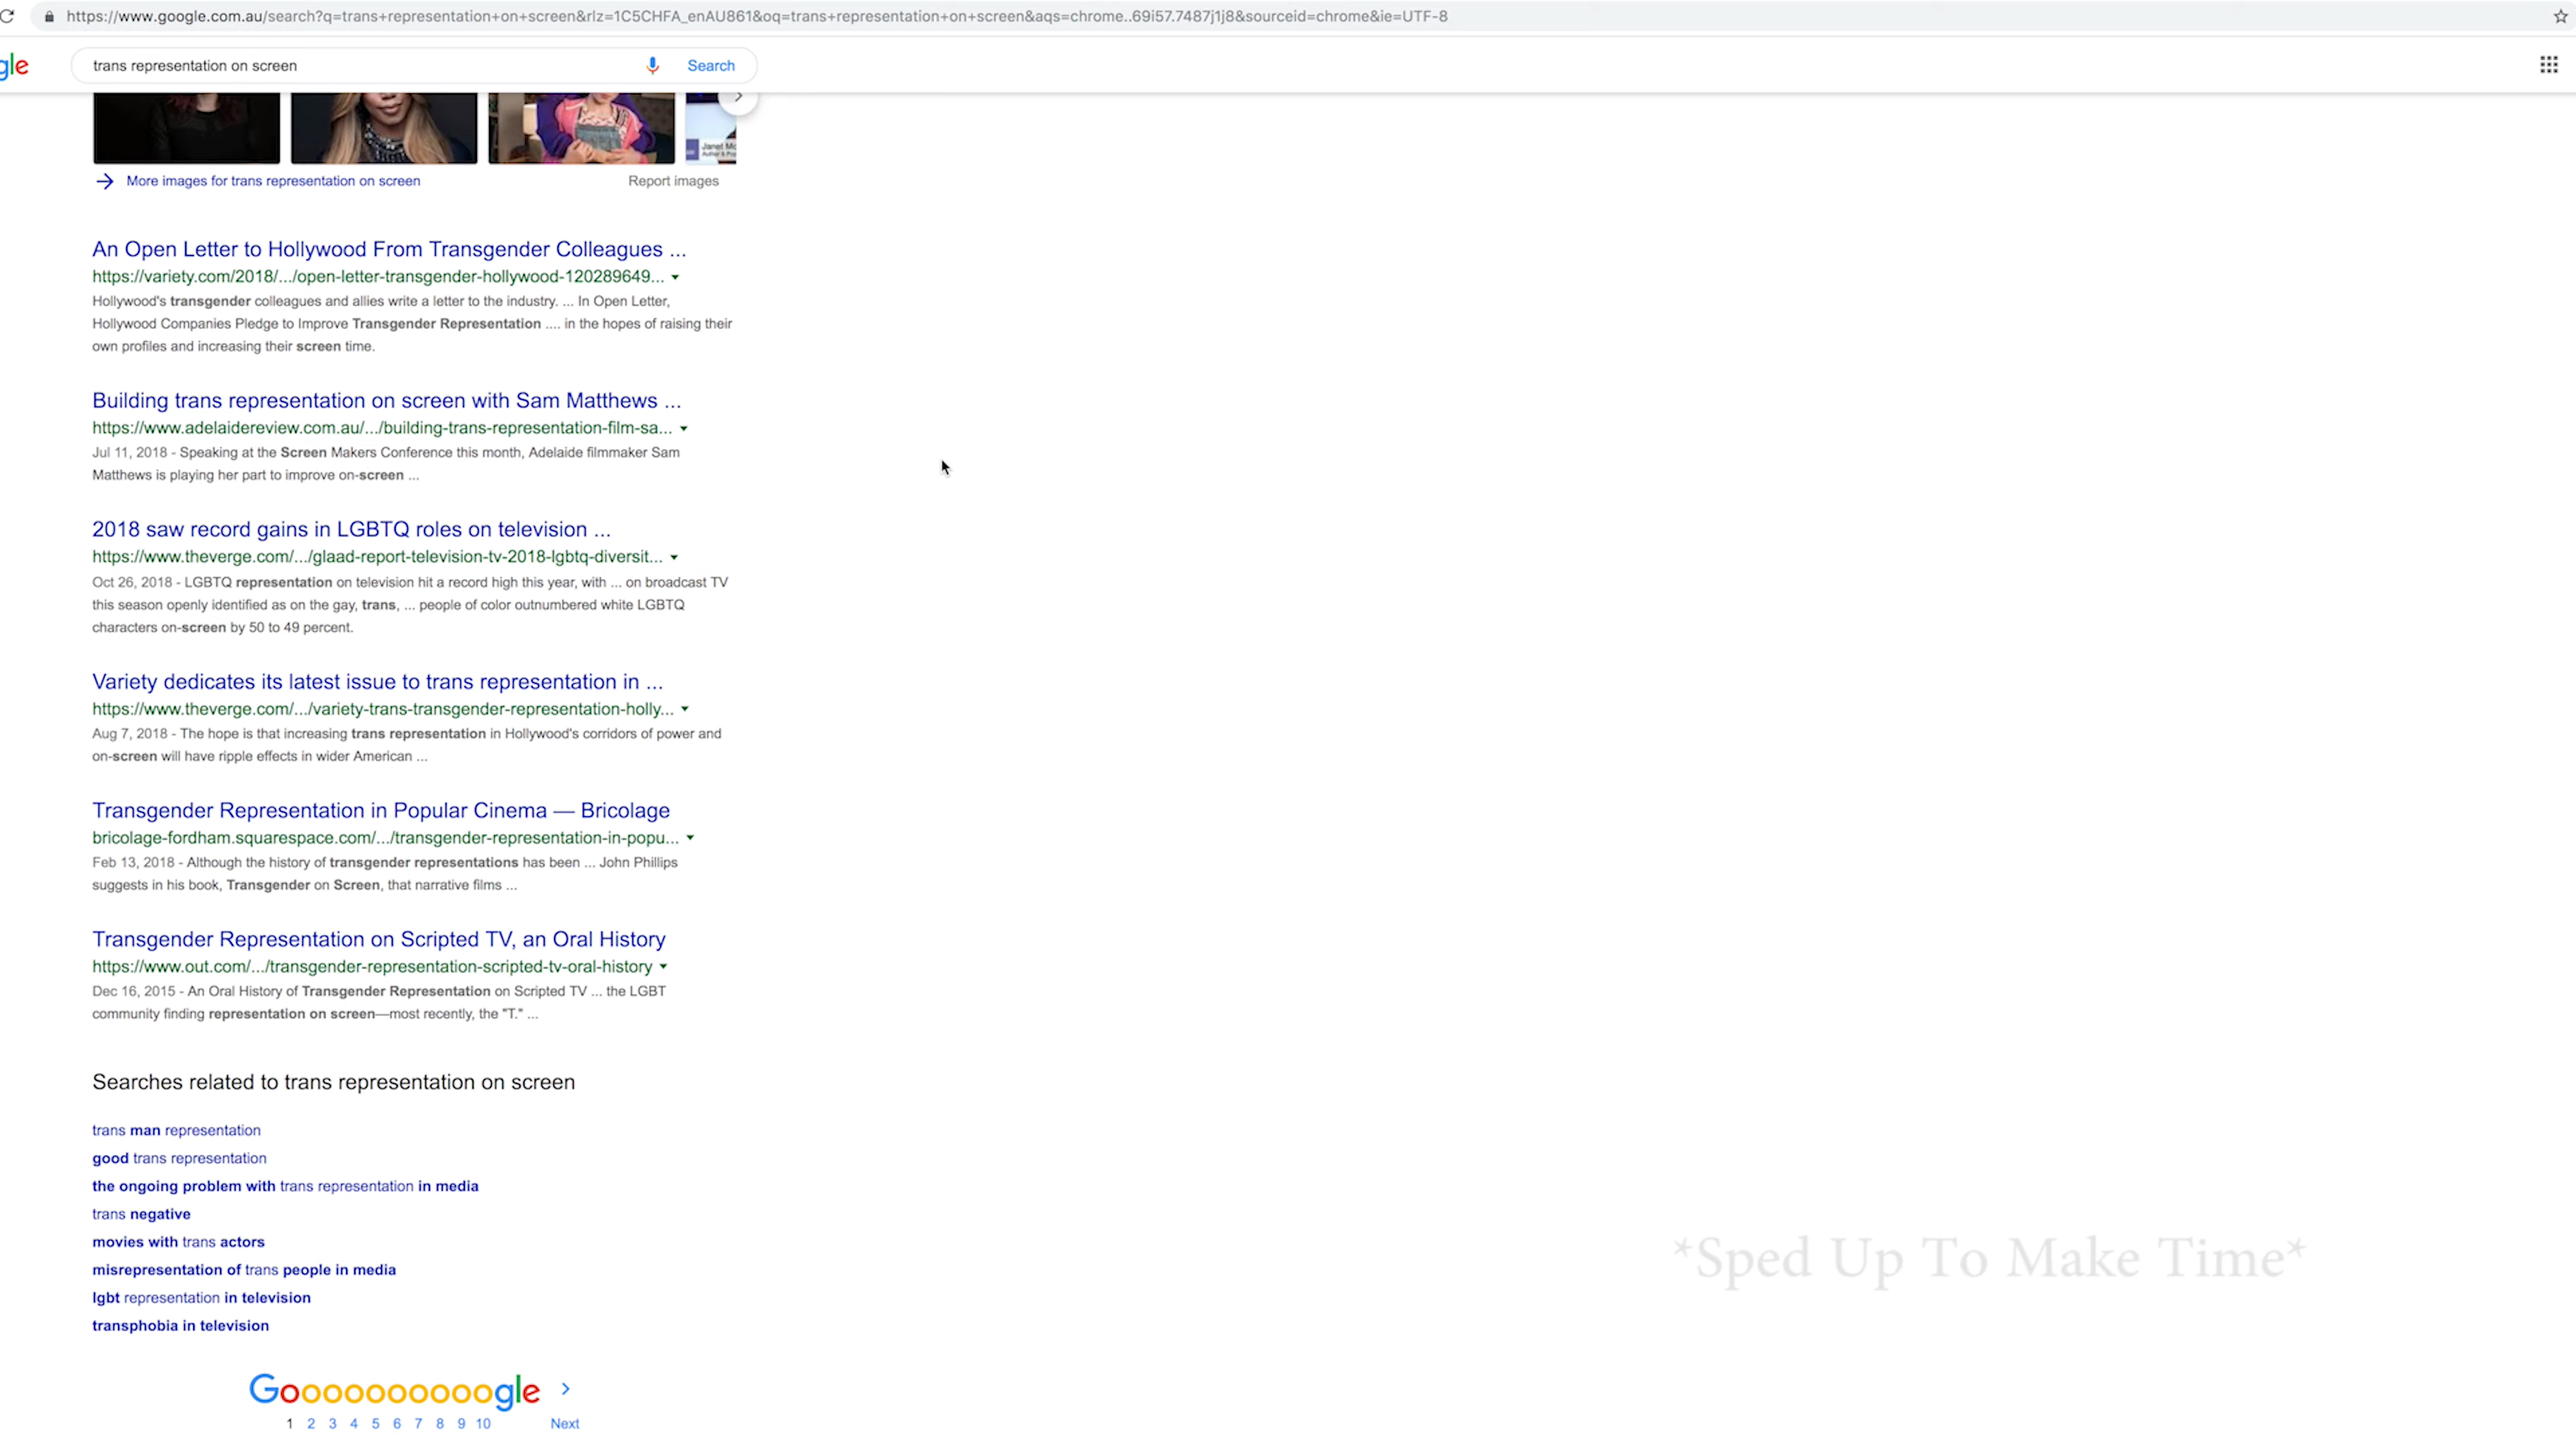 https://www.google.com.au/search?q=trans+representation+on+screen&rlz=1C5CHFA_enAU861&oq=trans+representation+on+screen&aqs=chrome..69i57.7487j1j8&sourceid=chrome&ie=UTF-8
gle
trans representation on screen
Search
Janet Mo
More images for trans representation on screen
Report images
An Open Letter to Hollywood From Transgender Colleagues ...
https://variety.com/2018/.../open-letter-transgender-hollywood-120289649...
Hollywood's transgender colleagues and allies write a letter to the industry. ... In Open Letter,
Hollywood Companies Pledge to Improve Transgender Representation .... in the hopes of raising their
own profiles and increasing their screen time.
Building trans representation on screen with Sam Matthews ...
https://www.adelaidereview.com.au/.../building-trans-representation-film-sa...
Jul 11, 2018 - Speaking at the Screen Makers Conference this month, Adelaide filmmaker Sam
Matthews is playing her part to improve on-screen ...
2018 saw record gains in LGBTQ roles on television ...
https://www.theverge.com/.../glaad-report-television-tv-2018-lgbtq-diversit...
Oct 26, 2018 - LGBTQ representation on television hit a record high this year, with ... on broadcast TV
this season openly identified as on the gay, trans, ... people of color outnumbered white LGBTQ
characters on-screen by 50 to 49 percent.
Variety dedicates its latest issue to trans representation in ...
https://www.theverge.com/.../variety-trans-transgender-representation-holly...
Aug 7, 2018 - The hope is that increasing trans representation in Hollywood's corridors of power and
on-screen will have ripple effects in wider American ...
Transgender Representation in Popular Cinema — Bricolage
bricolage-fordham.squarespace.com/.../transgender-representation-in-popu...
Feb 13, 2018 - Although the history of transgender representations has been ... John Phillips
suggests in his book, Transgender on Screen, that narrative films ...
Transgender Representation on Scripted TV, an Oral History
https://www.out.com/.../transgender-representation-scripted-tv-oral-history
Dec 16, 2015 - An Oral History of Transgender Representation on Scripted TV ... the LGBT
community finding representation on screen—most recently, the "T." ...
Searches related to trans representation on screen
trans man representation
good trans representation
the ongoing problem with trans representation in media
trans negative
movies with trans actors
misrepresentation of trans people in media
lgbt representation in television
transphobia in television
*Sped Up To Make Time*
Goooooooooogle
1 2 3 4 5 6 7 8 9 10 Next